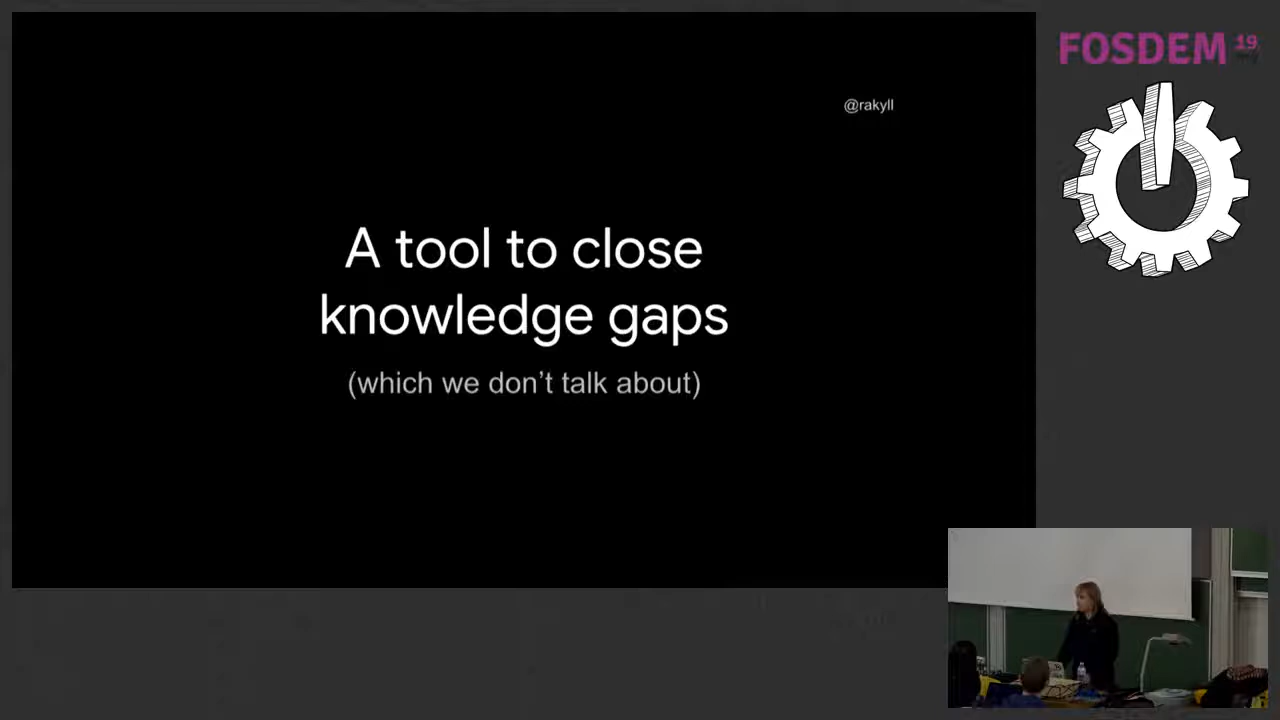 @rakyll
A tool to close
knowledge gaps
(which we don't talk about)
FOSDEM 19